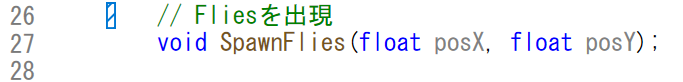 26 // Fliesを出現
27 void SpawnFlies(float posX, float posY);
28